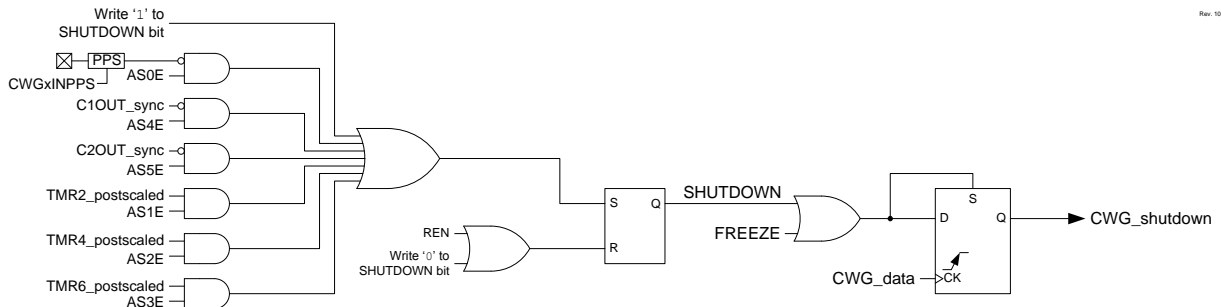 Write '1' to
SHUTDOWN bit
Rev. 10
PPS
CWGxINPPS
AS0E
C1OUT_sync
AS4E
C2OUT_sync
AS5E
TMR2_postscaled
AS1E
TMR4_postscaled
AS2E
TMR6_postscaled
AS3E
REN
Write '0' to
SHUTDOWN bit
S
Q
R
SHUTDOWN
FREEZE
S
D
Q
CWG_data
CK
CWG_shutdown